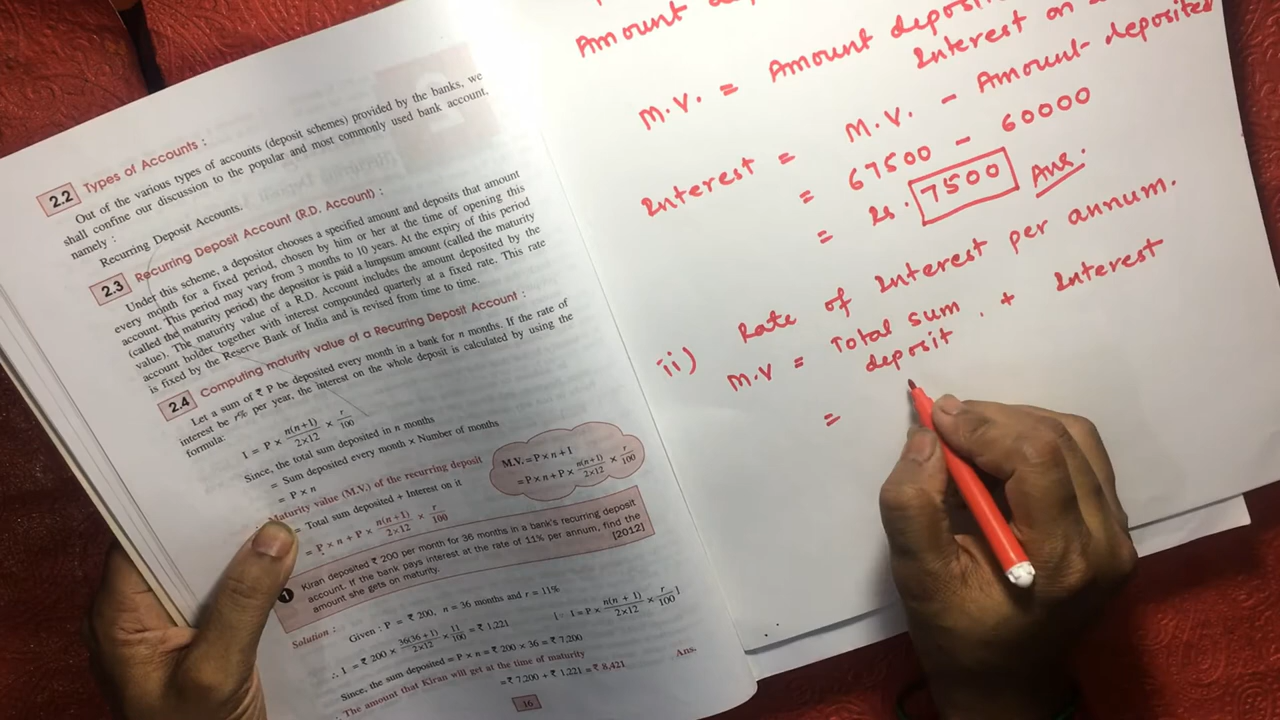 2.2 Types of Accounts :
Out of the various types of accounts (deposit schemes) provided by the banks, we
shall confine our discussion to the popular and most commonly used bank account,
namely :
Recurring Deposit Accounts.
2.3 Recurring Deposit Account (R.D. Account) :
Under this scheme, a depositor chooses a specified amount and deposits that amount
every month for a fixed period, chosen by him or her at the time of opening this
account. This period may vary from 3 months to 10 years. At the expiry of this period
(called the maturity period) the depositor is paid a lumpsum amount (called the maturity
value). The maturity value of a R.D. Account includes the amount deposited by the
account holder together with interest compounded quarterly at a fixed rate. This rate
is fixed by the Reserve Bank of India and is revised from time to time.
2.4 Computing maturity value of a Recurring Deposit Account :
Let a sum of ₹ P be deposited every month in a bank for n months. If the rate of
interest be r% per year, the interest on the whole deposit is calculated by using the
formula:
I = P × n(n+1)/2×12 × r/100
Since, the total sum deposited in n months
= Sum deposited every month × Number of months
= P × n
Maturity value (M.V.) of the recurring deposit
= Total sum deposited + Interest on it
= P × n + P × n(n+1)/2×12 × r/100
M.V. = P × n + I
= P × n + P × n(n+1)/2×12 × r/100
1 Kiran deposited ₹ 200 per month for 36 months in a bank's recurring deposit
account. If the bank pays interest at the rate of 11% per annum, find the
amount she gets on maturity. [2012]
Solution :
Given : P = ₹ 200, n = 36 months and r = 11%
∴ I = ₹ 200 × 36(36+1)/2×12 × 11/100 = ₹ 1,221 [∵ I = P × n(n + 1)/2×12 × r/100]
Since, the sum deposited = P × n = ₹ 200 × 36 = ₹ 7,200
The amount that Kiran will get at the time of maturity
= ₹ 7,200 + ₹ 1,221 = ₹ 8,421 Ans.
16
Amount
M.V. = Amount
Interest on
Interest = M.V. - Amount deposited
= 67500 - 60000
= Rs. 7500 Ans.
ii) Rate of Interest per annum.
M.V = Total sum deposit. + Interest
=